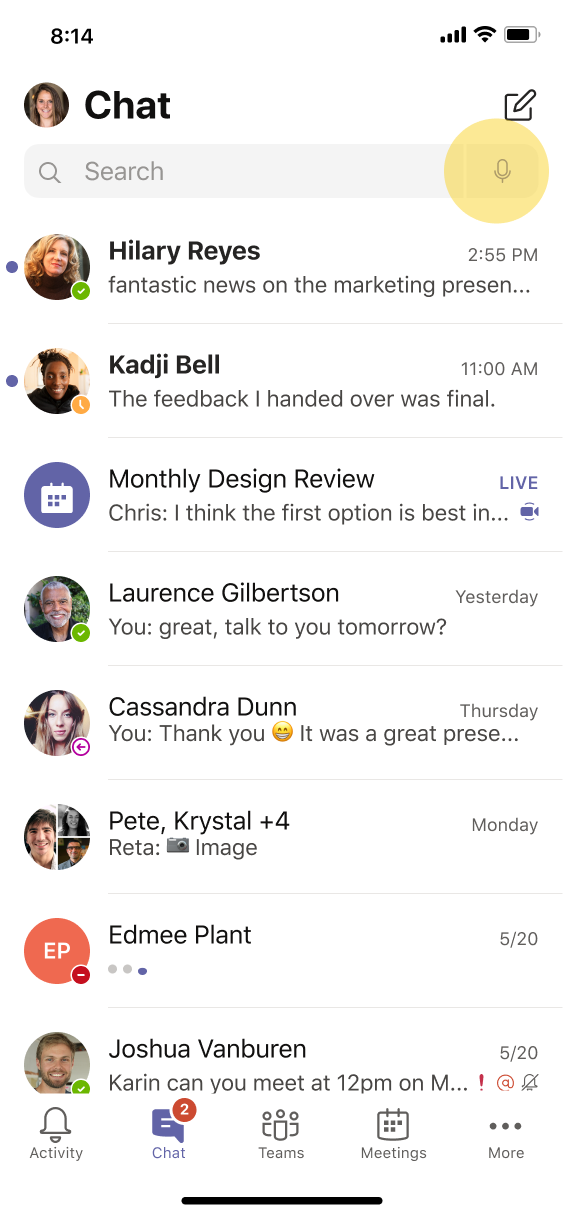 8:14
Chat
Search
Hilary Reyes
2:55 PM
fantastic news on the marketing presen...
Kadji Bell
11:00 AM
The feedback I handed over was final.
Monthly Design Review
LIVE
Chris: I think the first option is best in...
Laurence Gilbertson
Yesterday
You: great, talk to you tomorrow?
Cassandra Dunn
Thursday
You: Thank you 😁 It was a great prese...
Pete, Krystal +4
Monday
Reta: 📷 Image
EP
Edmee Plant
5/20
Joshua Vanburen
5/20
Karin can you meet at 12pm on M... ! @
2
Activity
Chat
Teams
Meetings
More